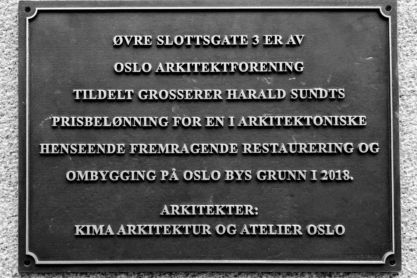 ØVRE SLOTTSGATE 3 ER AV
OSLO ARKITEKTFORENING
TILDELT GROSSERER HARALD SUNDTS
PRISBELØNNING FOR EN I ARKITEKTONISKE
HENSEENDE FREMRAGENDE RESTAURERING OG
OMBYGGING PÅ OSLO BYS GRUNN I 2018.
ARKITEKTER:
KIMA ARKITEKTUR OG ATELIER OSLO